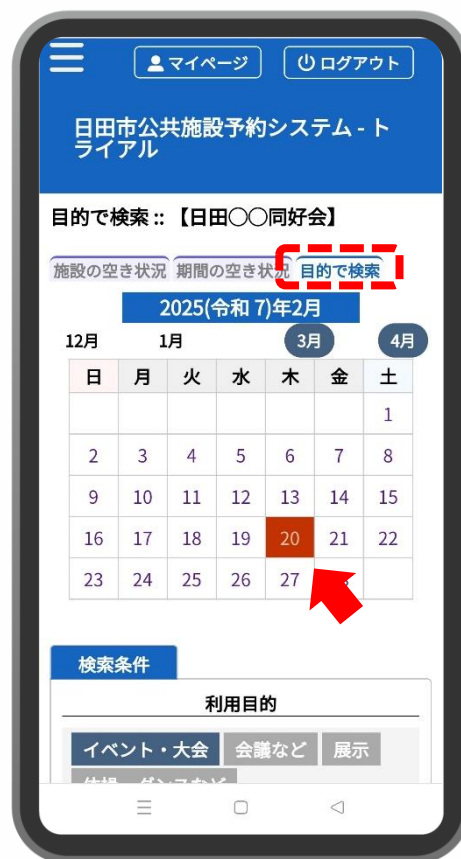 マイページ ログアウト
日田市公共施設予約システム - ト
ライアル
目的で検索 :: 【日田〇〇同好会】
施設の空き状況 期間の空き状況 目的で検索
2025(令和 7)年2月
12月 1月 3月 4月
日 月 火 水 木 金 土
1
2 3 4 5 6 7 8
9 10 11 12 13 14 15
16 17 18 19 20 21 22
23 24 25 26 27
検索条件
利用目的
イベント・大会 会議など 展示